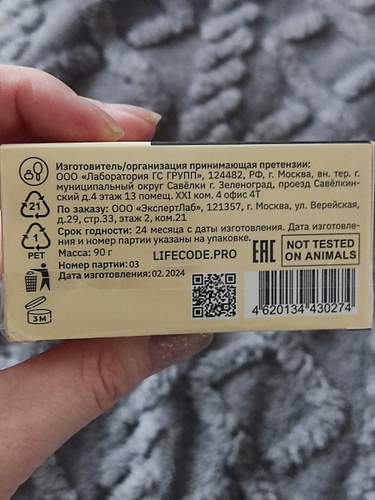 Изготовитель/организация принимающая претензии:
ООО «Лаборатория ГС ГРУПП», 124482, РФ, г. Москва, вн. тер. г.
муниципальный округ Савёлки г. Зеленоград, проезд Савёлкин-
ский д.4 этаж 13 помещ. XXI ком. 4 офис 4Т
По заказу: ООО «ЭкспертЛаб», 121357, г. Москва, ул. Верейская,
д.29, стр.33, этаж 2, ком.21
Срок годности: 24 месяца с даты изготовления. Дата изготовле-
ния и номер партии указаны на упаковке.
Масса: 90 г
Номер партии: 03
Дата изготовления: 02.2024
LIFECODE.PRO
EAC
NOT TESTED
ON ANIMALS
21
1
PET
3M
4 620134 430274